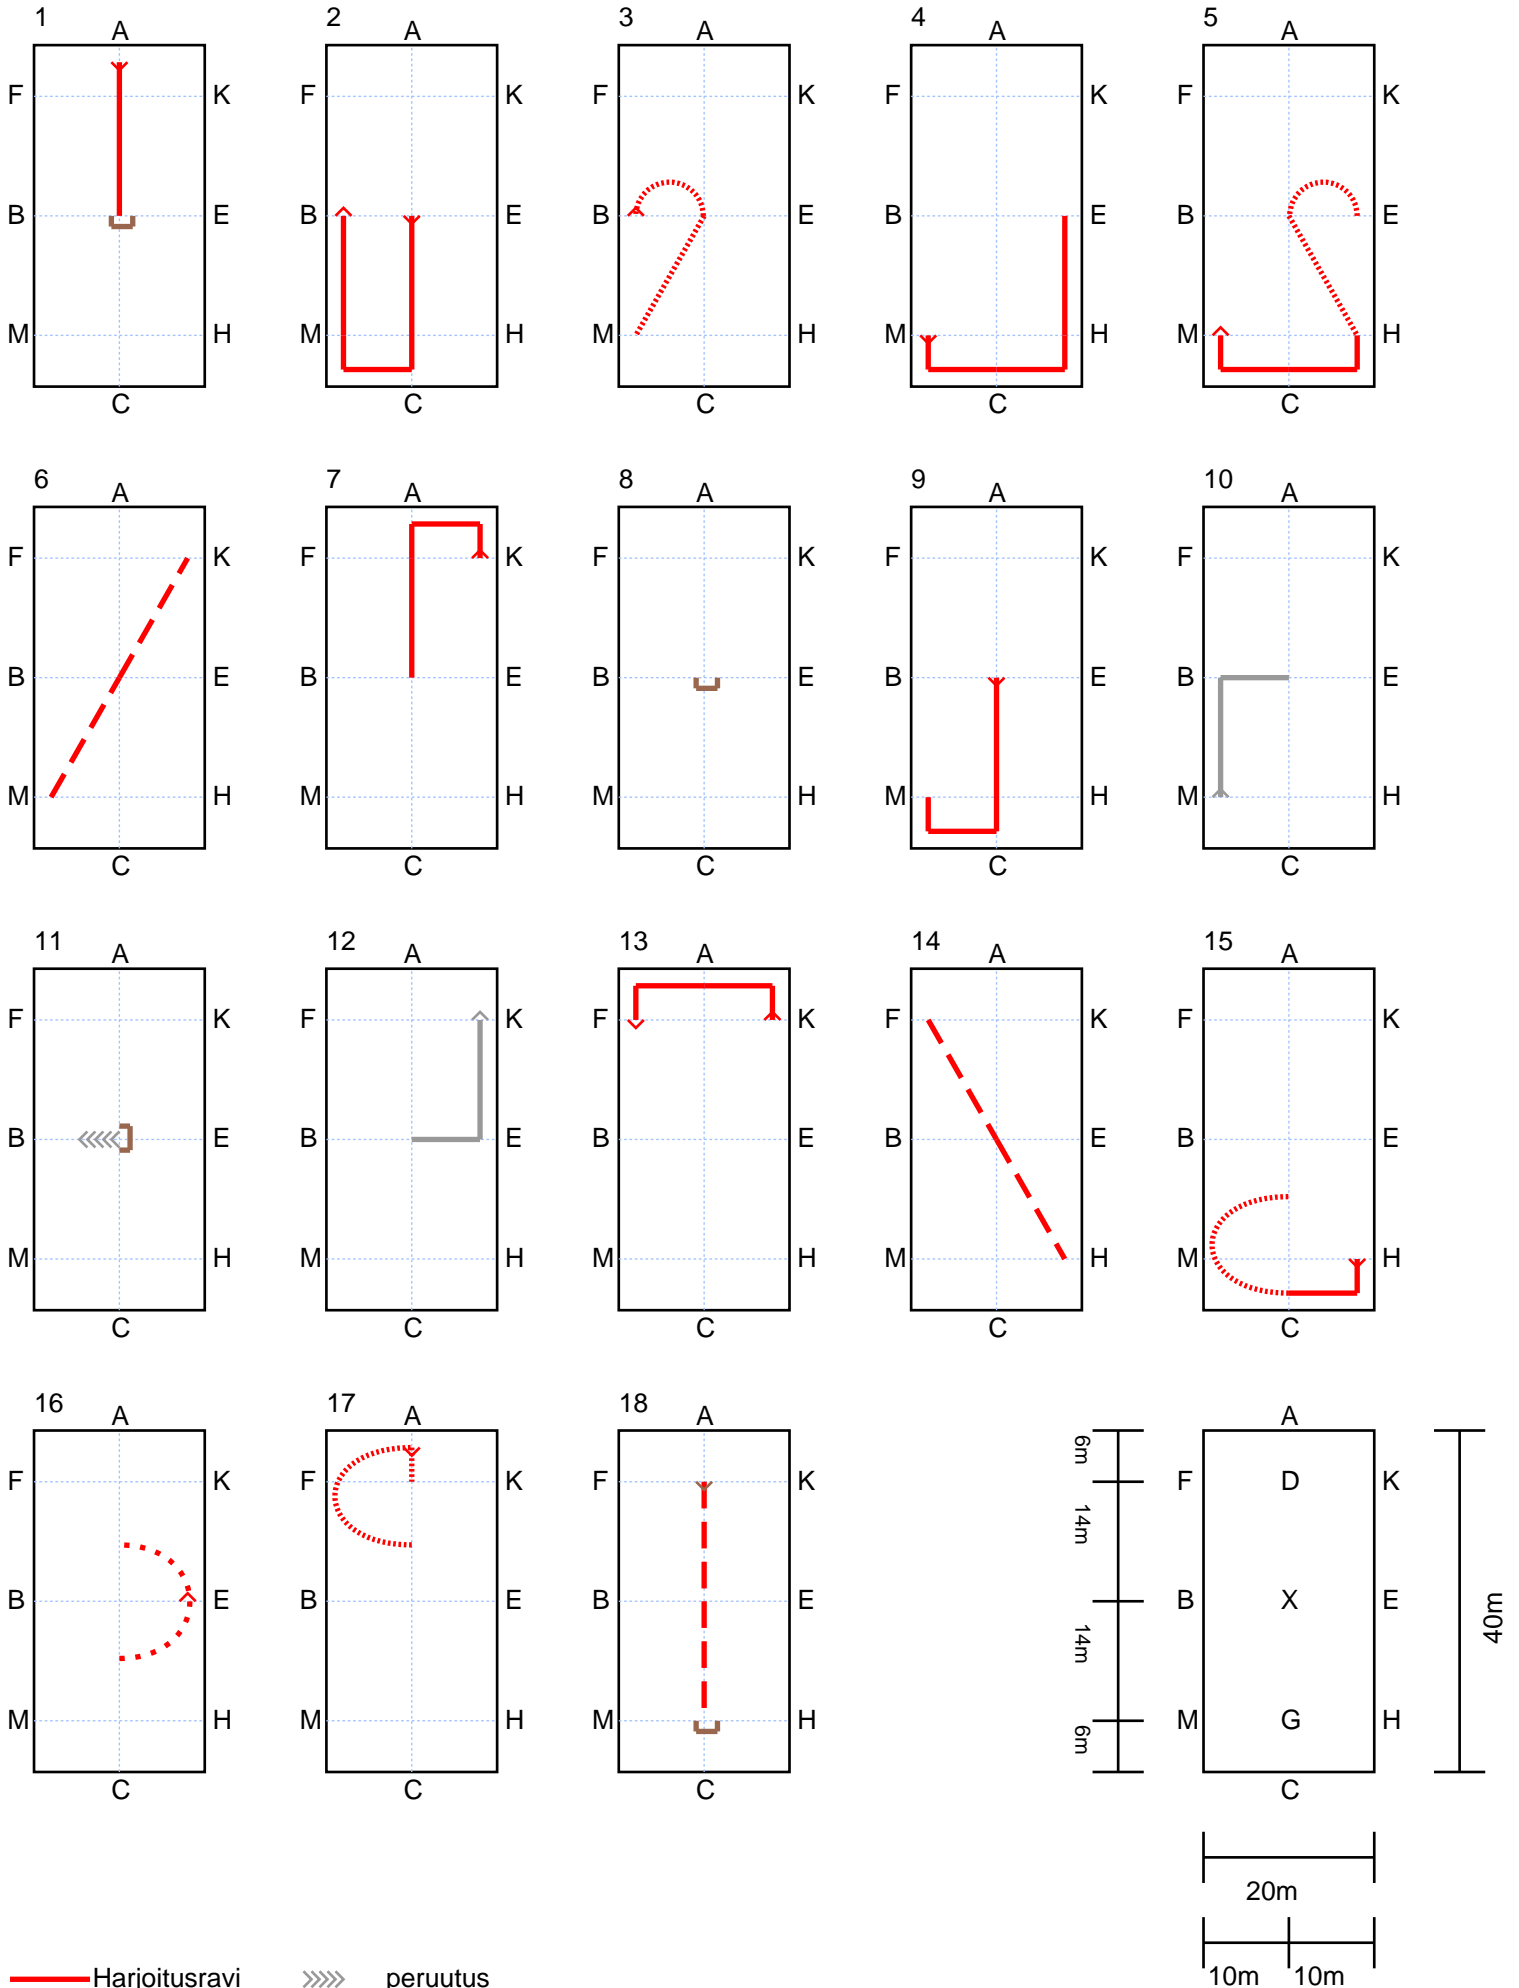 1 2 3 4 5
A A A A A
F K F K F K F K F K
B E B E B E B E B E
M H M H M H M H M H
C C C C C
6 7 8 9 10
A A A A A
F K F K F K F K F K
B E B E B E B E B E
M H M H M H M H M H
C C C C C
11 12 13 14 15
A A A A A
F K F K F K F K F K
B E B E B E B E B E
M H M H M H M H M H
C C C C C
16 17 18
A A A A
6m
F K F K F K F D K
14m
B E B E B E B X E
40m
14m
M H M H M H M G H
6m
C C C C
20m
10m 10m
Harjoitusravi peruutus